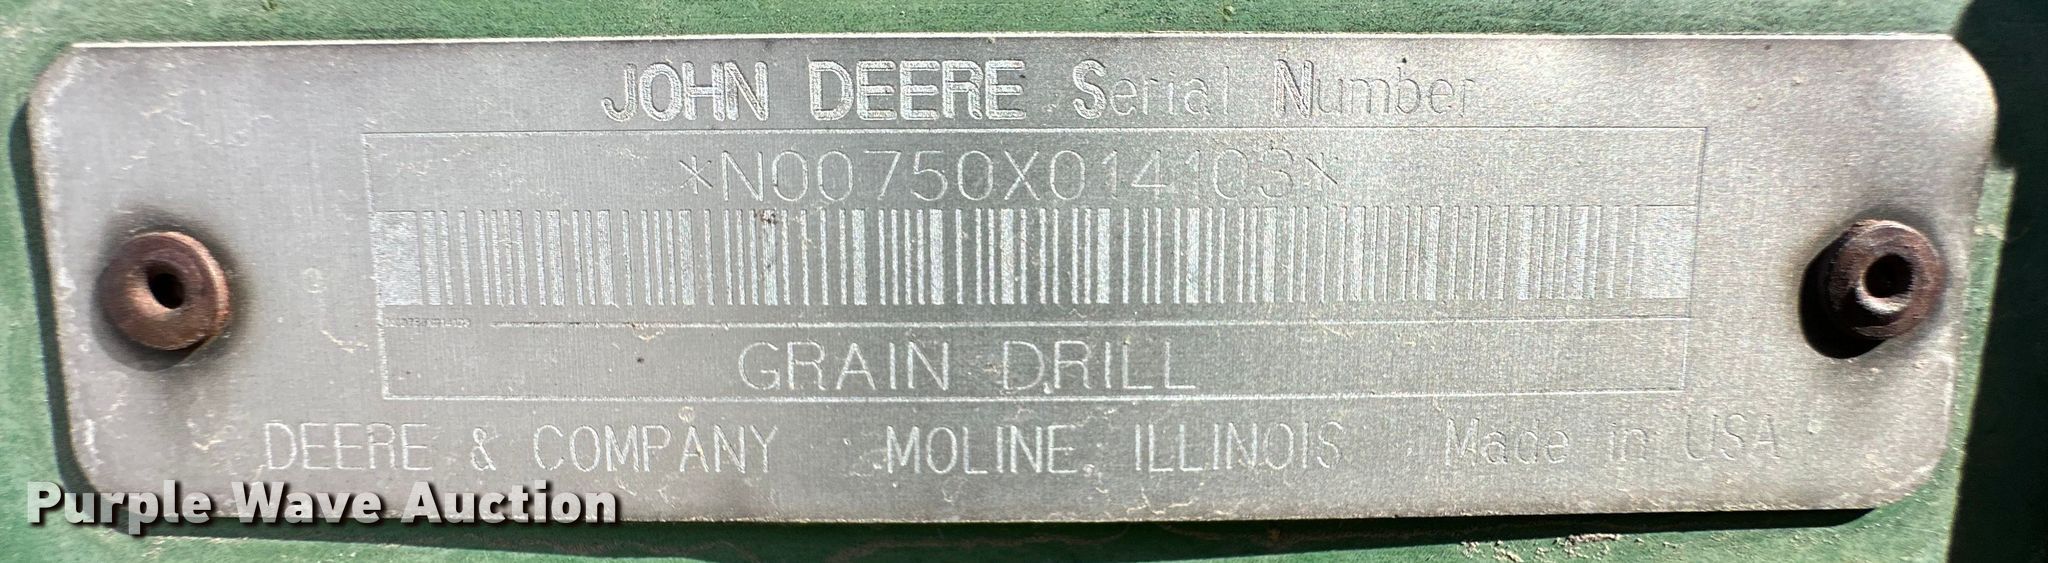 JOHN DEERE Serial Number
*N00750X014103*
GRAIN DRILL
DEERE & COMPANY MOLINE, ILLINOIS Made in USA
Purple Wave Auction